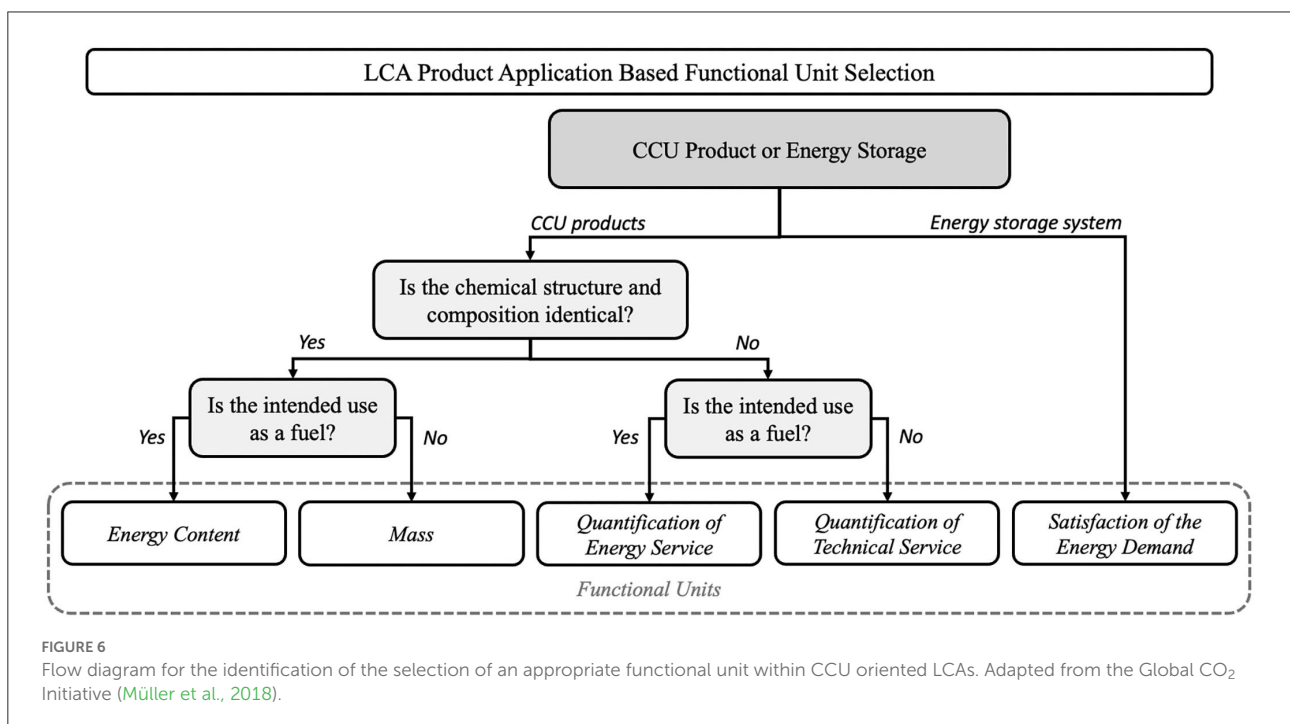 LCA Product Application Based Functional Unit Selection
CCU Product or Energy Storage
CCU products
Energy storage system
Is the chemical structure and
composition identical?
Yes
No
Is the intended use
as a fuel?
Is the intended use
as a fuel?
Yes
No
Yes
No
Energy Content
Mass
Quantification of
Energy Service
Quantification of
Technical Service
Satisfaction of the
Energy Demand
Functional Units
FIGURE 6
Flow diagram for the identification of the selection of an appropriate functional unit within CCU oriented LCAs. Adapted from the Global CO₂
Initiative (Müller et al., 2018).